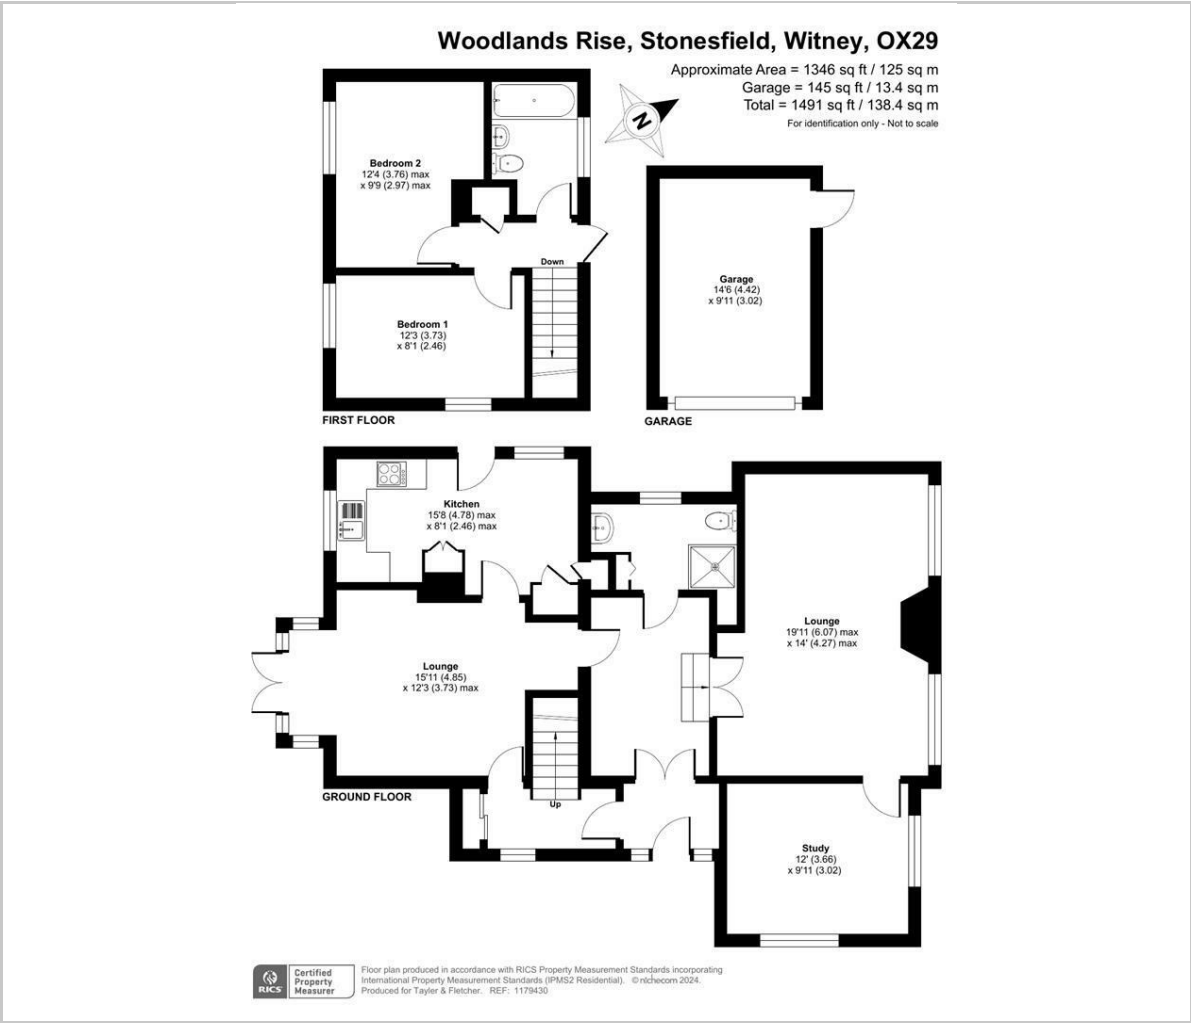 Woodlands Rise, Stonesfield, Witney, OX29
Approximate Area = 1346 sq ft / 125 sq m
Garage = 145 sq ft / 13.4 sq m
Total = 1491 sq ft / 138.4 sq m
For identification only - Not to scale
N
Bedroom 2
12'4 (3.76) max
x 9'9 (2.97) max
Down
Bedroom 1
12'3 (3.73)
x 8'1 (2.46)
FIRST FLOOR
Garage
14'6 (4.42)
x 9'11 (3.02)
GARAGE
Kitchen
15'8 (4.78) max
x 8'1 (2.46) max
Lounge
15'11 (4.85)
x 12'3 (3.73) max
Lounge
19'11 (6.07) max
x 14' (4.27) max
GROUND FLOOR
Up
Study
12' (3.66)
x 9'11 (3.02)
RICS
Certified
Property
Measurer
Floor plan produced in accordance with RICS Property Measurement Standards incorporating
International Property Measurement Standards (IPMS2 Residential). © nichecom 2024.
Produced for Tayler & Fletcher. REF: 1179430